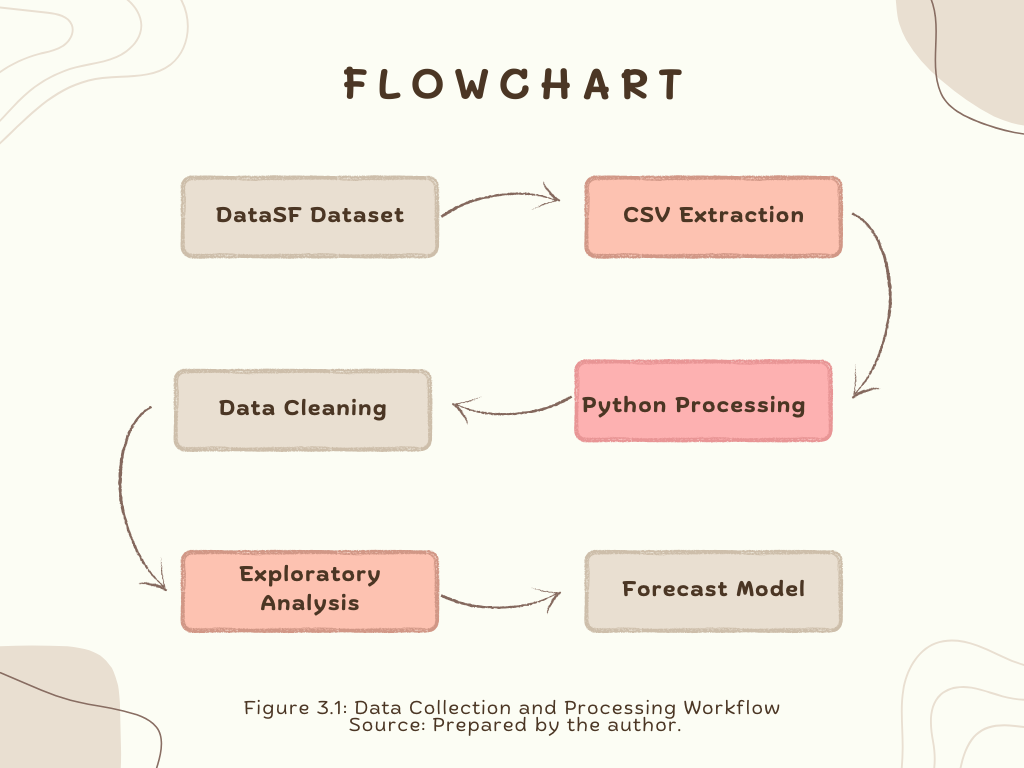 FLOWCHART
DataSF Dataset
CSV Extraction
Python Processing
Data Cleaning
Exploratory
Analysis
Forecast Model
Figure 3.1: Data Collection and Processing Workflow
Source: Prepared by the author.